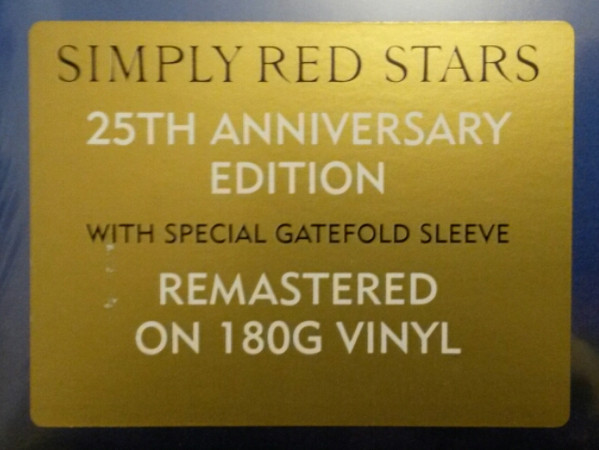 SIMPLY RED STARS
25TH ANNIVERSARY
EDITION
WITH SPECIAL GATEFOLD SLEEVE
REMASTERED
ON 180G VINYL